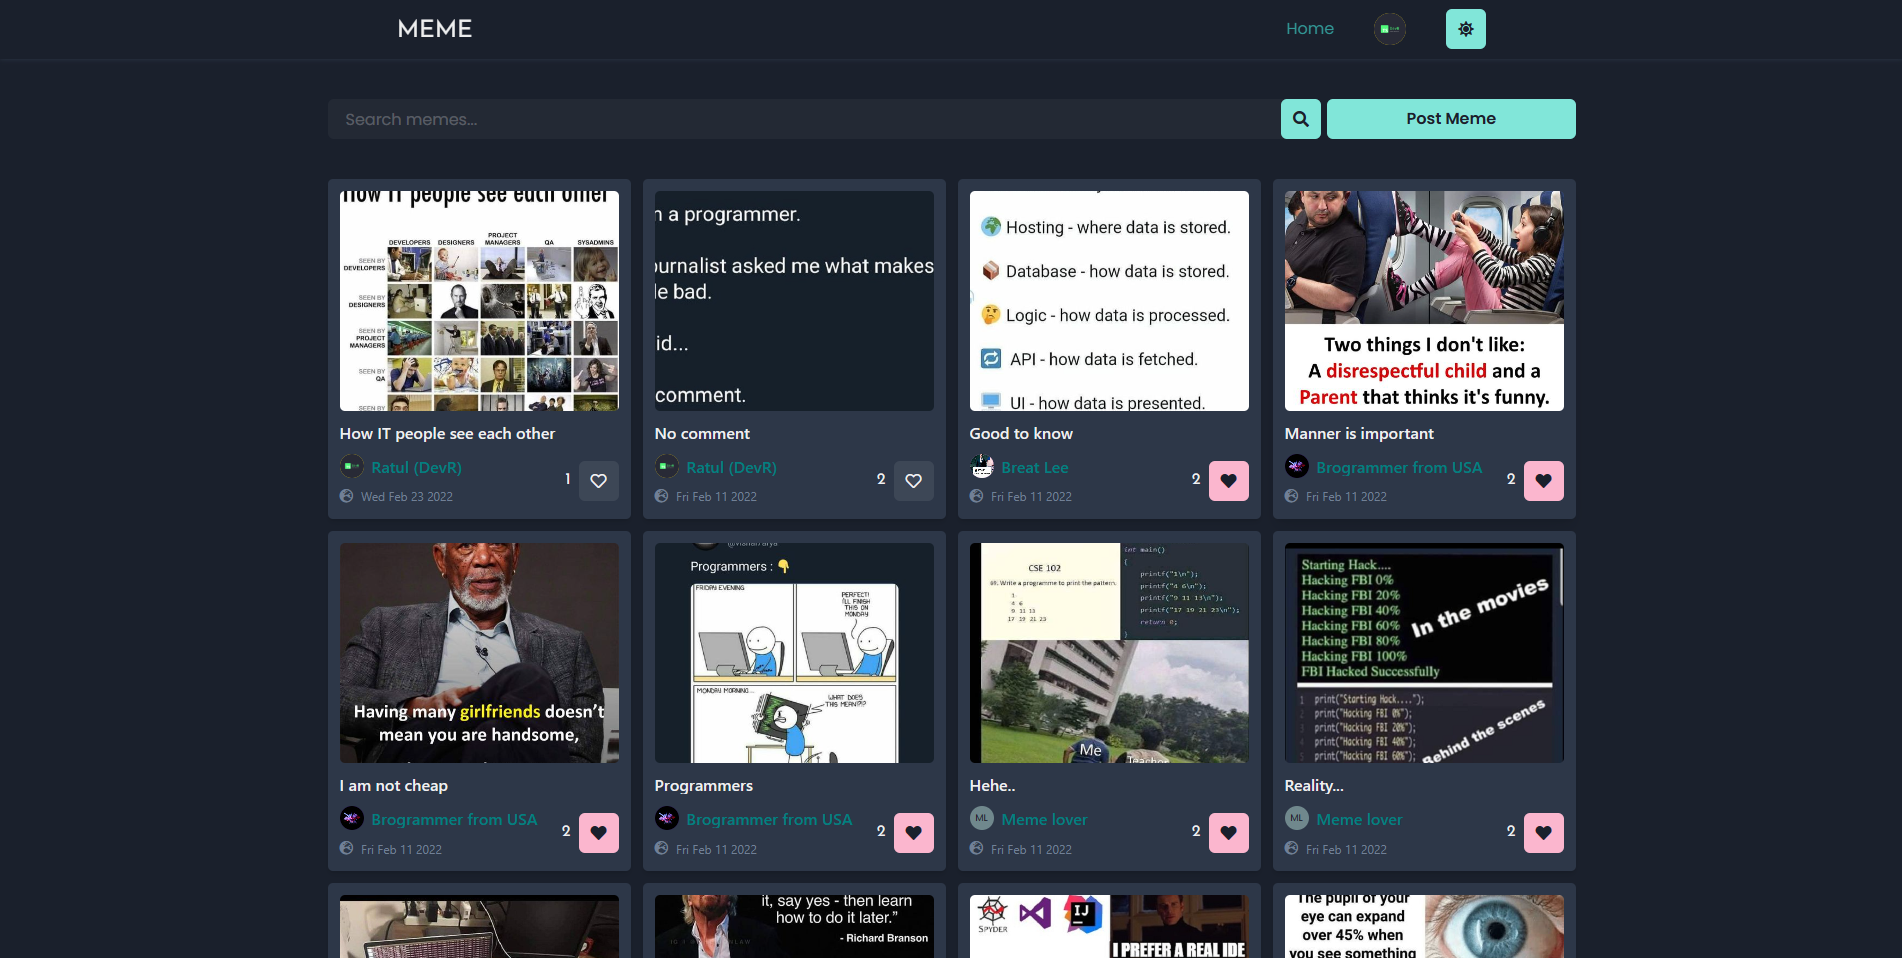 MEME
Home
Search memes...
Post Meme
How IT people see each other
DEVELOPERS DESIGNERS PROJECT MANAGERS QA SYSADMINS
SEEN BY DEVELOPERS
SEEN BY DESIGNERS
SEEN BY PROJECT MANAGERS
SEEN BY QA
SEEN BY
How IT people see each other
Ratul (DevR)
1
Wed Feb 23 2022
a programmer.
asked me what makes
bad.
comment.
No comment
Ratul (DevR)
2
Fri Feb 11 2022
Hosting - where data is stored.
Database - how data is stored.
Logic - how data is processed.
API - how data is fetched.
UI - how data is presented.
Good to know
Breat Lee
2
Fri Feb 11 2022
Two things I don't like:
A disrespectful child and a
Parent that thinks it's funny.
Manner is important
Brogrammer from USA
2
Fri Feb 11 2022
Having many girlfriends doesn't
mean you are handsome,
I am not cheap
Brogrammer from USA
2
Fri Feb 11 2022
Programmers : 👇
FRIDAY EVENING
PERFECT!
I'LL FINISH
THIS ON
MONDAY
MONDAY MORNING...
WHAT DOES
THIS MEAN?!?
Programmers
Brogrammer from USA
2
Fri Feb 11 2022
CSE 102
Write a programme to print the pattern.
1
4 6
9 11 13
17 19 21 23
int main()
{
printf("1\n");
printf("4 6\n");
printf("9 11 13\n");
printf("17 19 21 23\n");
return 0;
}
Me
Teacher
Hehe..
ML
Meme lover
2
Fri Feb 11 2022
Starting Hack....
Hacking FBI 0%
Hacking FBI 20%
Hacking FBI 40%
Hacking FBI 60%
Hacking FBI 80%
Hacking FBI 100%
FBI Hacked Successfully
In the movies
1 print("Starting Hack....");
2 print("Hacking FBI 0%");
3 print("Hacking FBI 20%");
4 print("Hacking FBI 40%");
5 print("Hacking FBI 60%");
Behind the scenes
Reality...
ML
Meme lover
2
Fri Feb 11 2022
it, say yes - then learn
how to do it later."
- Richard Branson
SPYDER
IJ
I PREFER A REAL IDE
The pupil of your
eye can expand
over 45% when
you see something